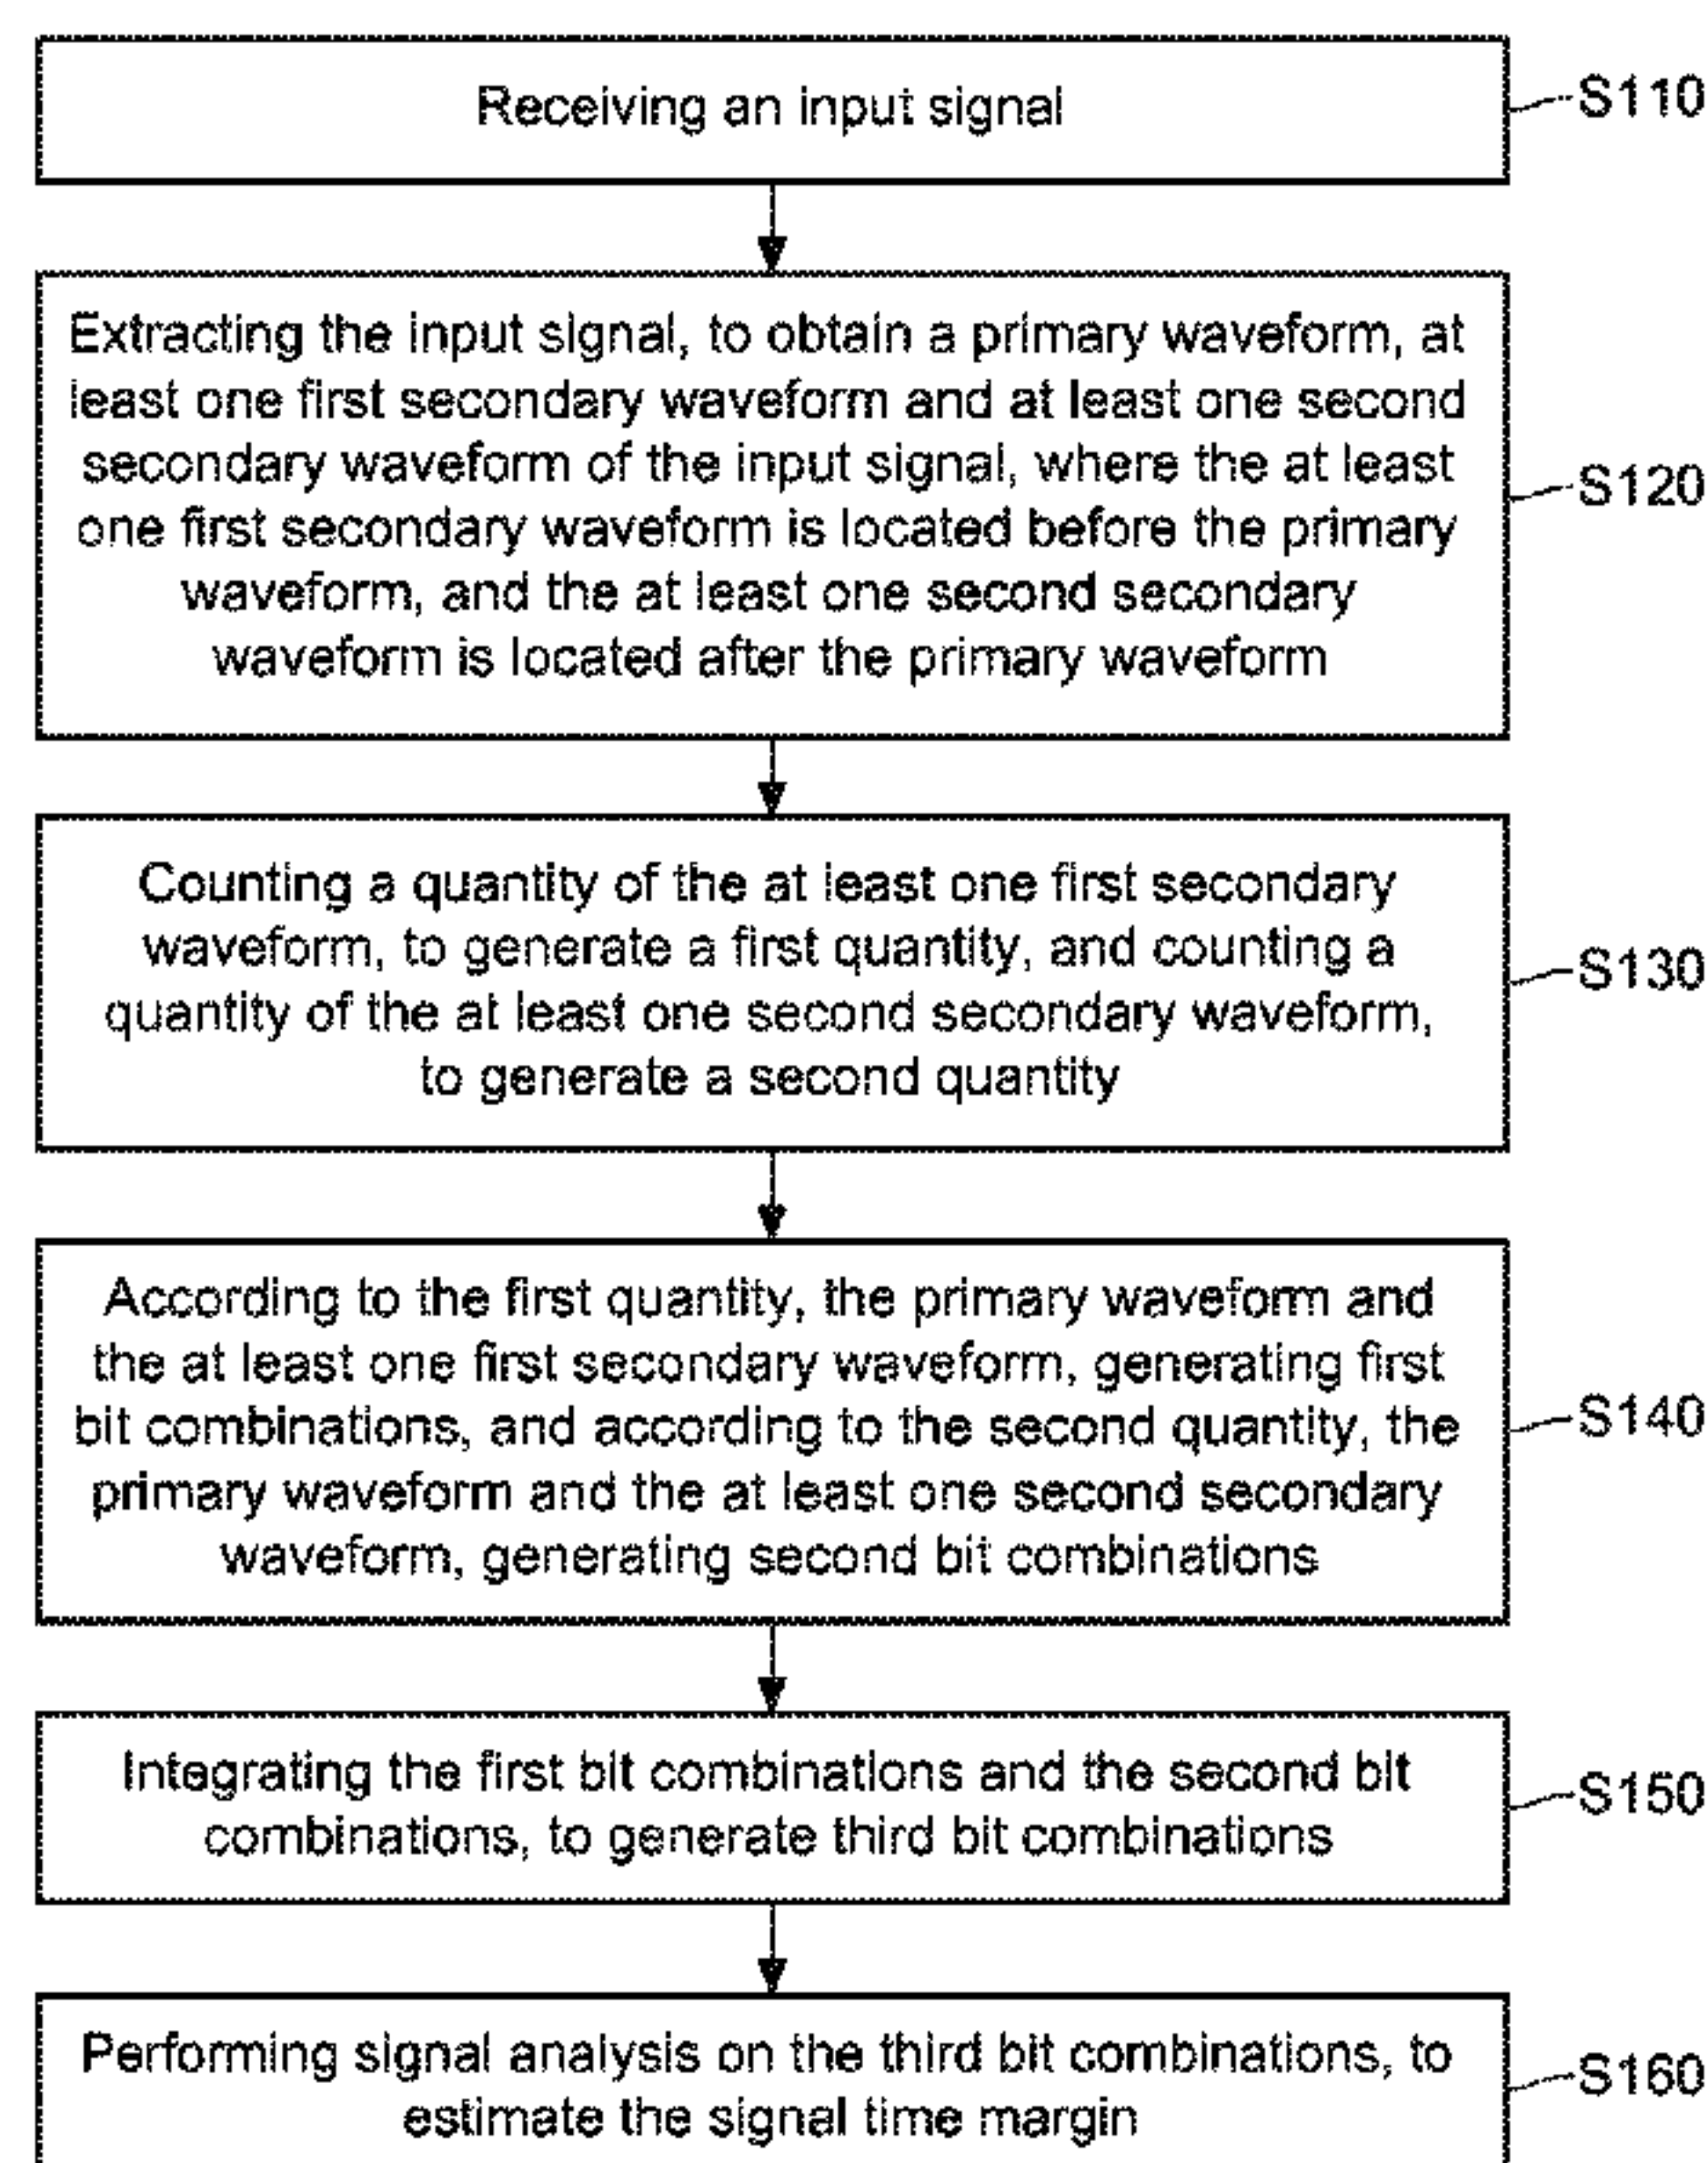 Receiving an input signal
S110
Extracting the input signal, to obtain a primary waveform, at
least one first secondary waveform and at least one second
secondary waveform of the input signal, where the at least
one first secondary waveform is located before the primary
waveform, and the at least one second secondary
waveform is located after the primary waveform
S120
Counting a quantity of the at least one first secondary
waveform, to generate a first quantity, and counting a
quantity of the at least one second secondary waveform,
to generate a second quantity
S130
According to the first quantity, the primary waveform and
the at least one first secondary waveform, generating first
bit combinations, and according to the second quantity, the
primary waveform and the at least one second secondary
waveform, generating second bit combinations
S140
Integrating the first bit combinations and the second bit
combinations, to generate third bit combinations
S150
Performing signal analysis on the third bit combinations, to
estimate the signal time margin
S160